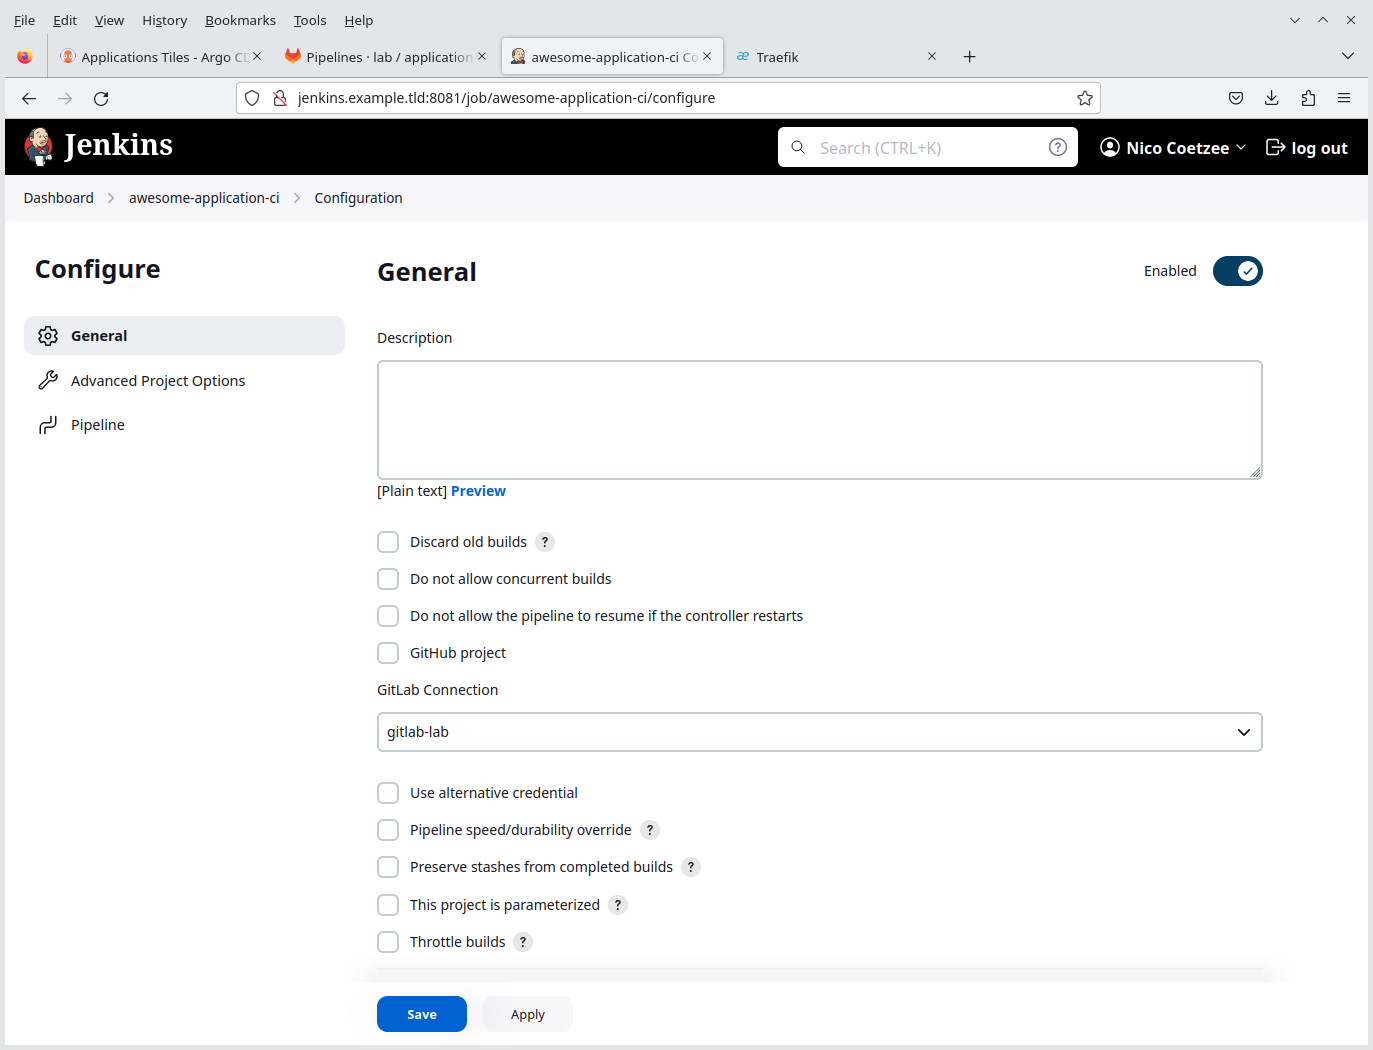 File Edit View History Bookmarks Tools Help
Applications Tiles - Argo CD Pipelines · lab / application awesome-application-ci Co Traefik
jenkins.example.tld:8081/job/awesome-application-ci/configure
Jenkins Search (CTRL+K) ? Nico Coetzee log out
Dashboard awesome-application-ci Configuration
Configure
General
Advanced Project Options
Pipeline
General Enabled
Description
[Plain text] Preview
Discard old builds ?
Do not allow concurrent builds
Do not allow the pipeline to resume if the controller restarts
GitHub project
GitLab Connection
gitlab-lab
Use alternative credential
Pipeline speed/durability override ?
Preserve stashes from completed builds ?
This project is parameterized ?
Throttle builds ?
Save Apply